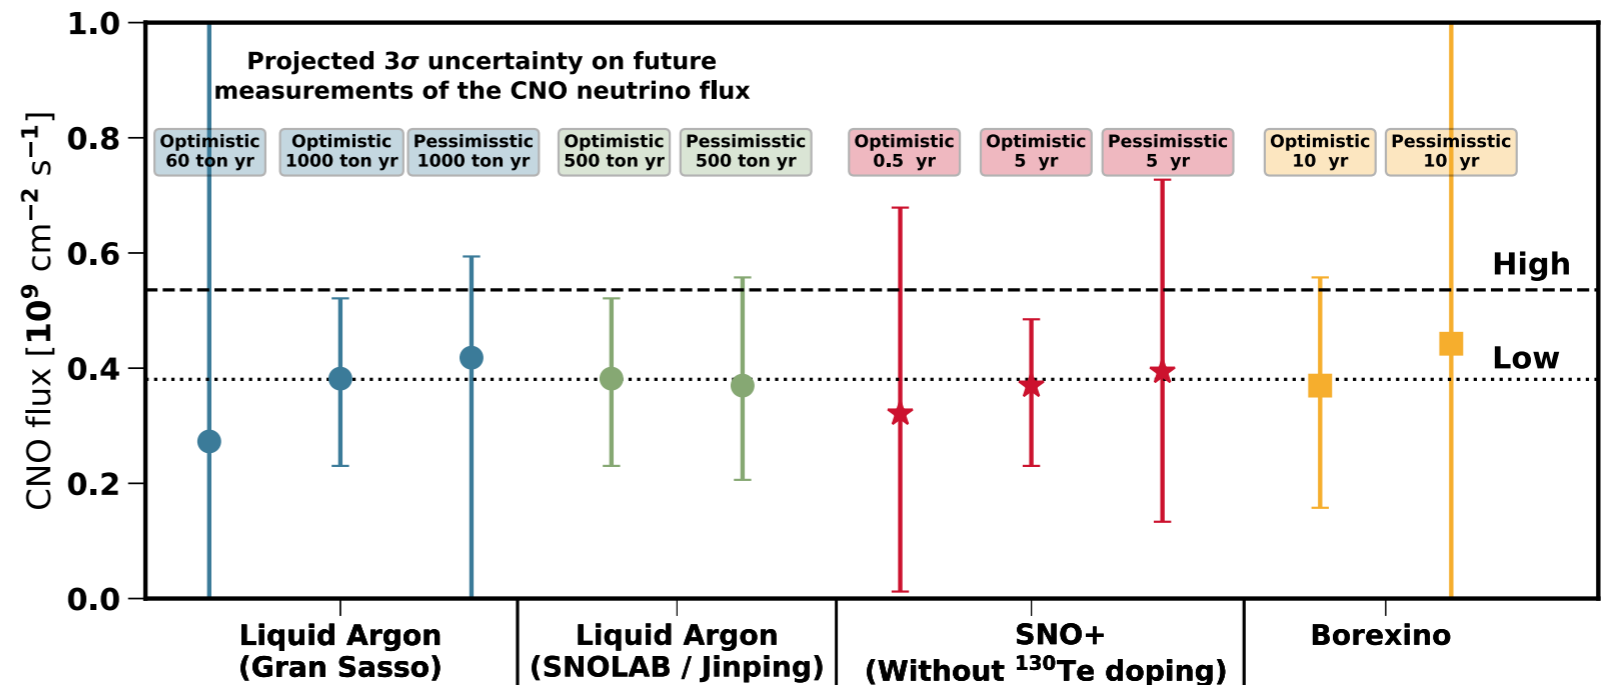 Projected 3σ uncertainty on future
measurements of the CNO neutrino flux
CNO flux [10⁹ cm⁻² s⁻¹]
1.0
0.8
0.6
0.4
0.2
0.0
Optimistic
60 ton yr
Optimistic
1000 ton yr
Pessimisstic
1000 ton yr
Optimistic
500 ton yr
Pessimisstic
500 ton yr
Optimistic
0.5 yr
Optimistic
5 yr
Pessimisstic
5 yr
Optimistic
10 yr
Pessimisstic
10 yr
High
Low
Liquid Argon
(Gran Sasso)
Liquid Argon
(SNOLAB / Jinping)
SNO+
(Without ¹³⁰Te doping)
Borexino